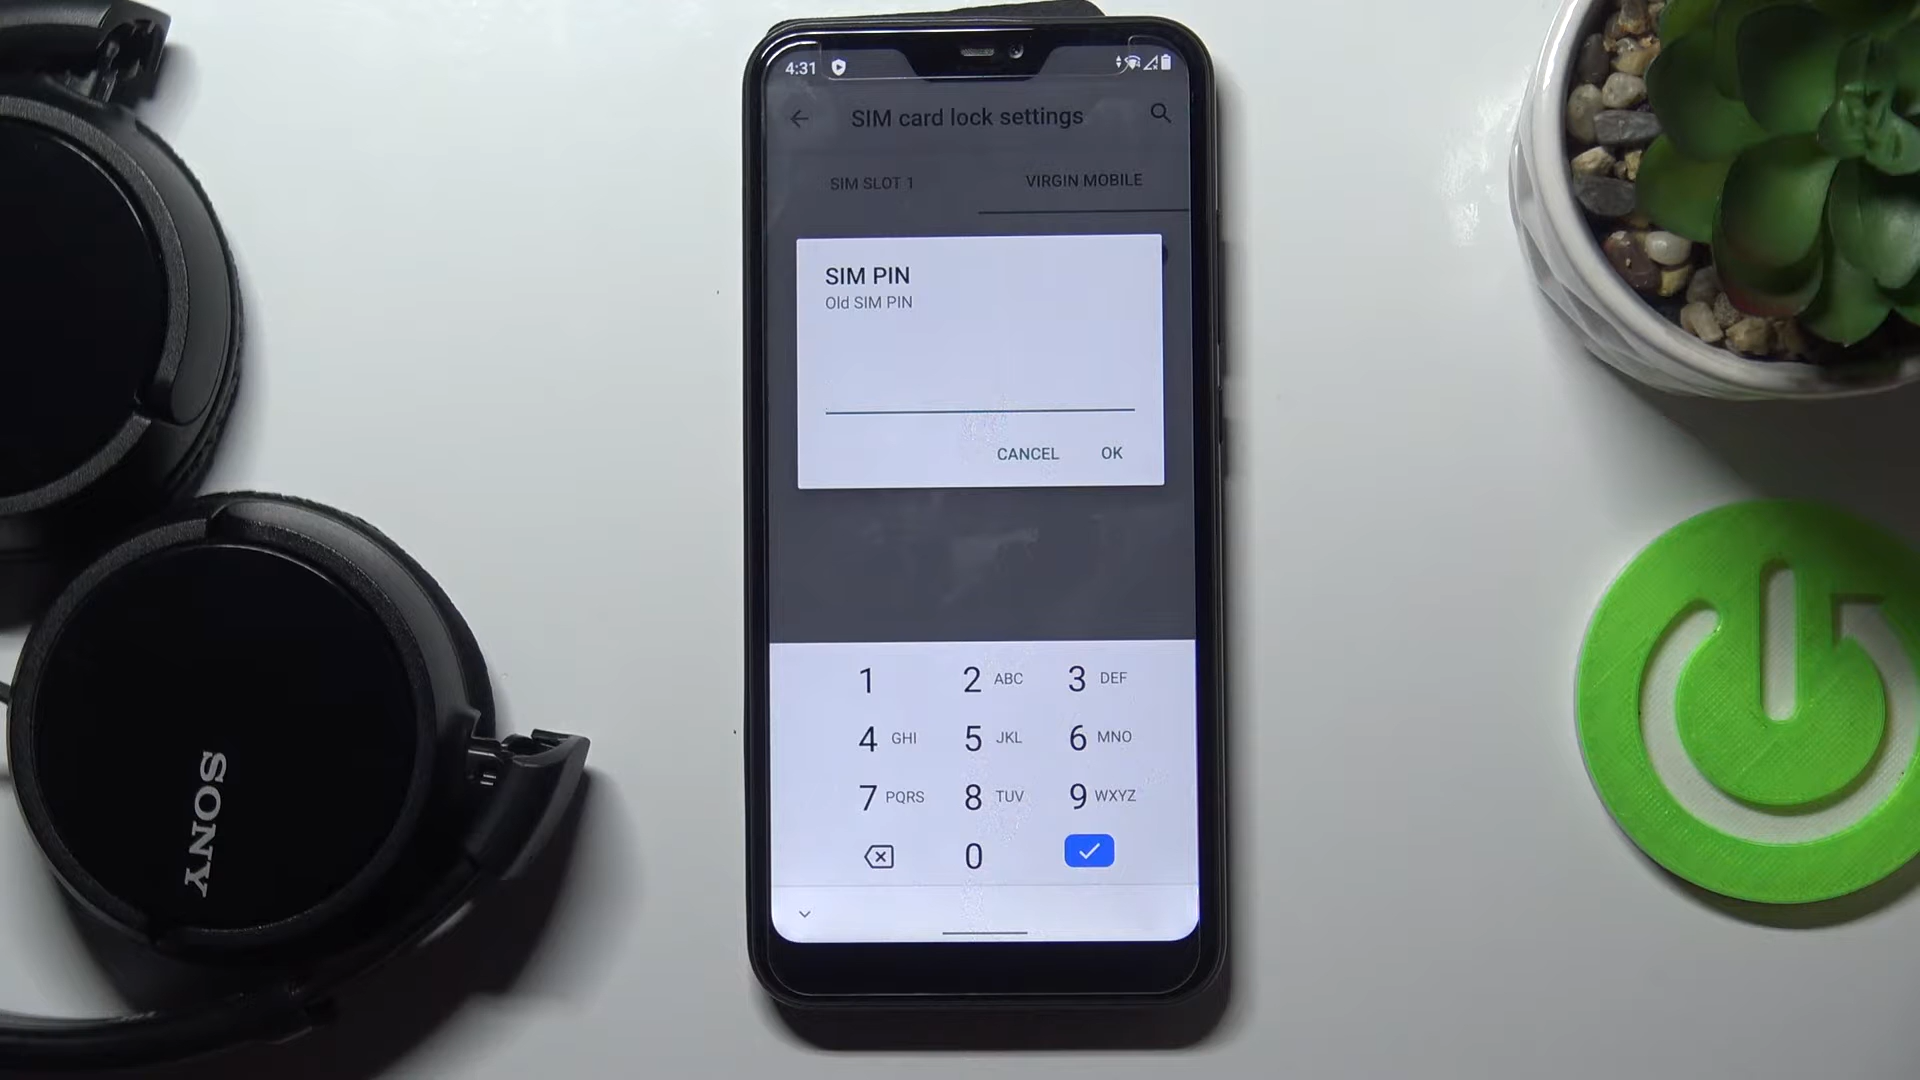 4:31
SIM card lock settings
SIM SLOT 1 VIRGIN MOBILE
SIM PIN
Old SIM PIN
CANCEL OK
1 2 ABC 3 DEF
4 GHI 5 JKL 6 MNO
7 PQRS 8 TUV 9 WXYZ
0
SONY